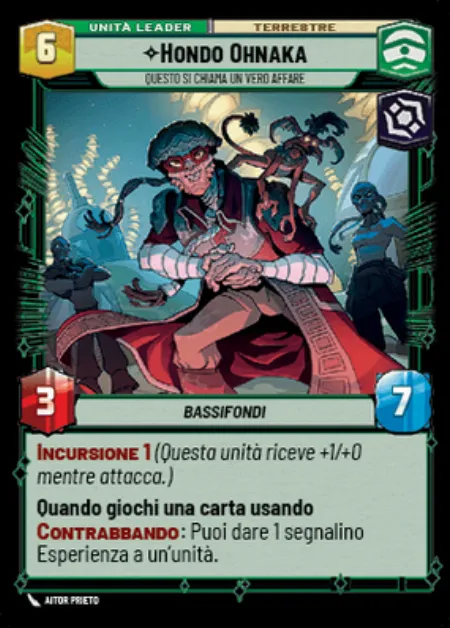 UNITÀ LEADER
TERRESTRE
6
Hondo Ohnaka
QUESTO SI CHIAMA UN VERO AFFARE
3
7
BASSIFONDI
INCURSIONE 1 (Questa unità riceve +1/+0
mentre attacca.)
Quando giochi una carta usando
CONTRABBANDO: Puoi dare 1 segnalino
Esperienza a un'unità.
AITOR PRIETO